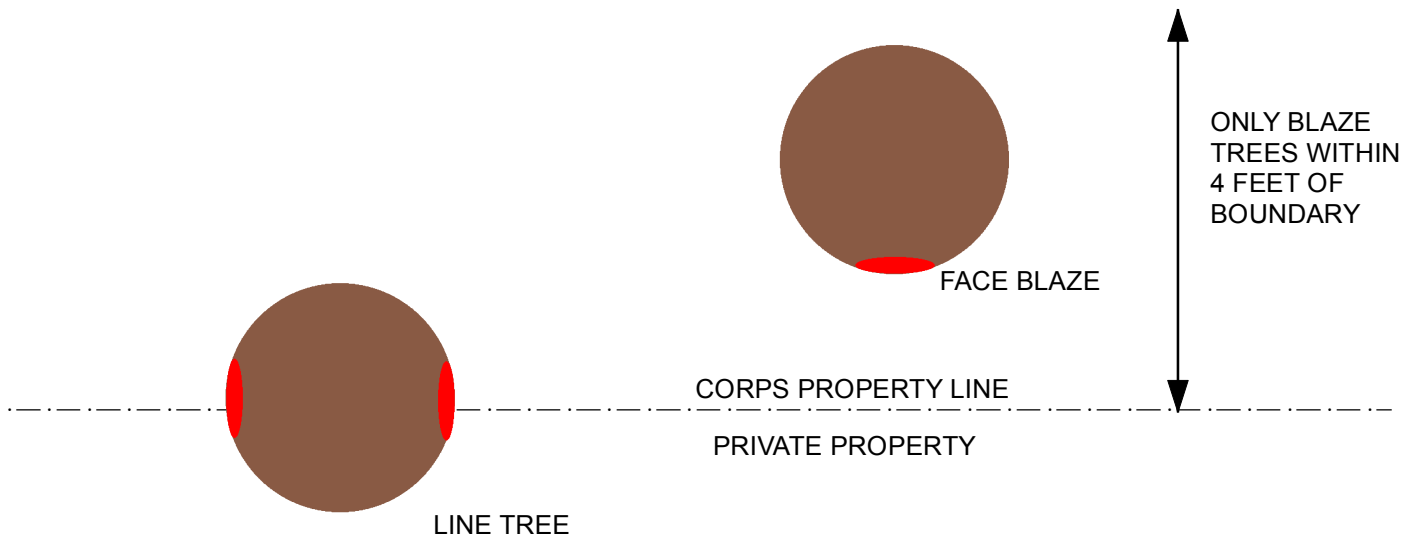 ONLY BLAZE
TREES WITHIN
4 FEET OF
BOUNDARY
FACE BLAZE
CORPS PROPERTY LINE
PRIVATE PROPERTY
LINE TREE